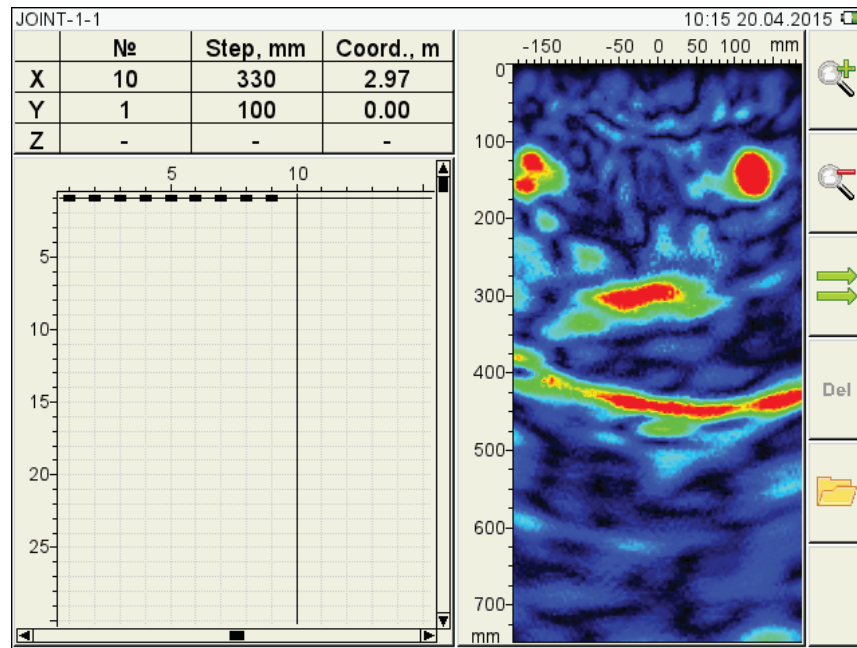 JOINT-1-1 10:15 20.04.2015
№ Step, mm Coord., m
X 10 330 2.97
Y 1 100 0.00
Z - - -
5 10
5
10
15
20
25
-150 -50 0 50 100 mm
0
100
200
300
400
500
600
700
mm
Del